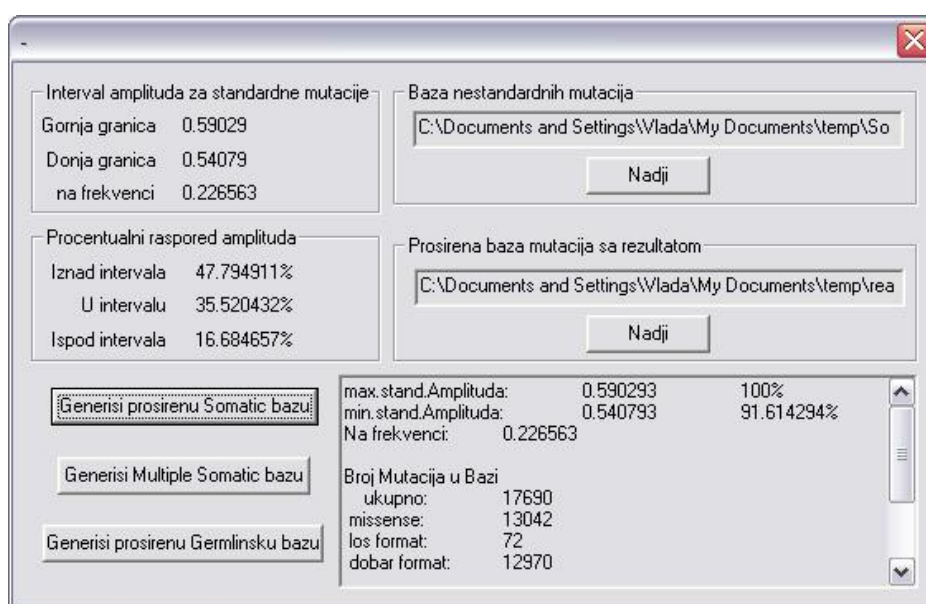 -
Interval amplituda za standardne mutacije
Gornja granica 0.59029
Donja granica 0.54079
na frekvenci 0.226563
Baza nestandardnih mutacija
C:\Documents and Settings\Vlada\My Documents\temp\So
Nadji
Procentualni raspored amplituda
Iznad intervala 47.794911%
U intervalu 35.520432%
Ispod intervala 16.684657%
Prosirena baza mutacija sa rezultatom
C:\Documents and Settings\Vlada\My Documents\temp\rea
Nadji
Generisi prosirenu Somatic bazu
Generisi Multiple Somatic bazu
Generisi prosirenu Germlinsku bazu
max.stand.Amplituda: 0.590293 100%
min.stand.Amplituda: 0.540793 91.614294%
Na frekvenci: 0.226563
Broj Mutacija u Bazi
ukupno: 17690
missense: 13042
los format: 72
dobar format: 12970